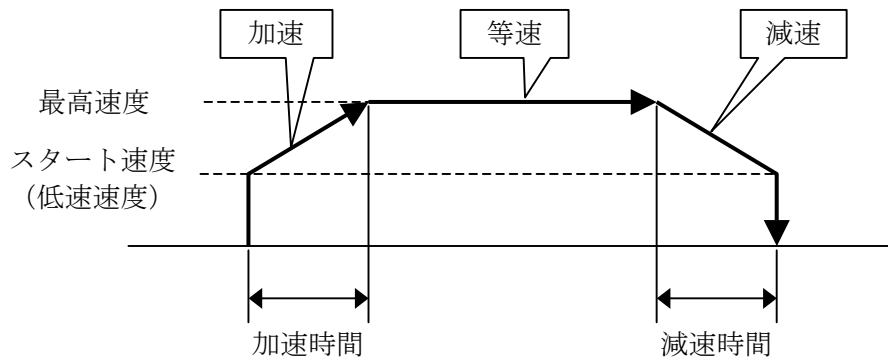 加速
等速
減速
最高速度
スタート速度
（低速速度）
加速時間
減速時間